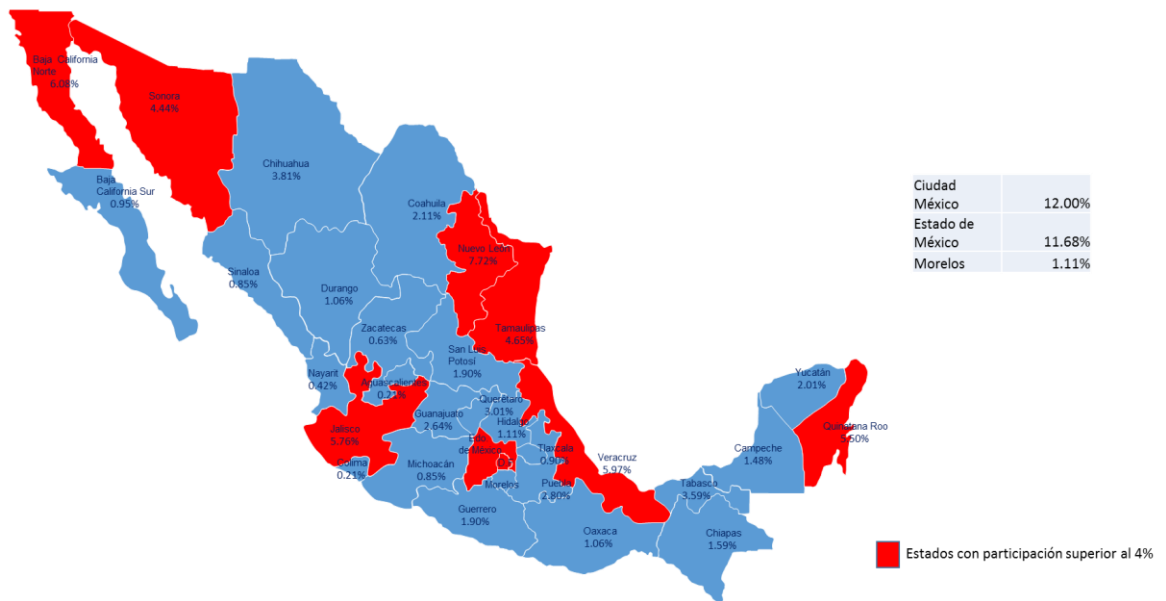 Baja California
Norte
6.08%
Sonora
4.44%
Chihuahua
3.81%
Baja
California Sur
0.95%
Coahuila
2.11%
Ciudad
México 12.00%
Estado de
México 11.68%
Morelos 1.11%
Nuevo León
7.72%
Sinaloa
0.85%
Durango
1.06%
Zacatecas
0.63%
Tamaulipas
4.65%
San Luis
Potosí
1.90%
Nayarit
0.42%
Aguascalientes
0.21%
Yucatán
2.01%
Guanajuato
2.64%
Querétaro
3.01%
Hidalgo
1.11%
Jalisco
5.76%
Edo
de México
Quinatana Roo
5.50%
Colima
0.21%
Michoacán
0.85%
Tlaxcala
0.90%
Veracruz
5.97%
Campeche
1.48%
Morelos
Puebla
2.80%
Tabasco
3.59%
Guerrero
1.90%
Oaxaca
1.06%
Chiapas
1.59%
Estados con participación superior al 4%